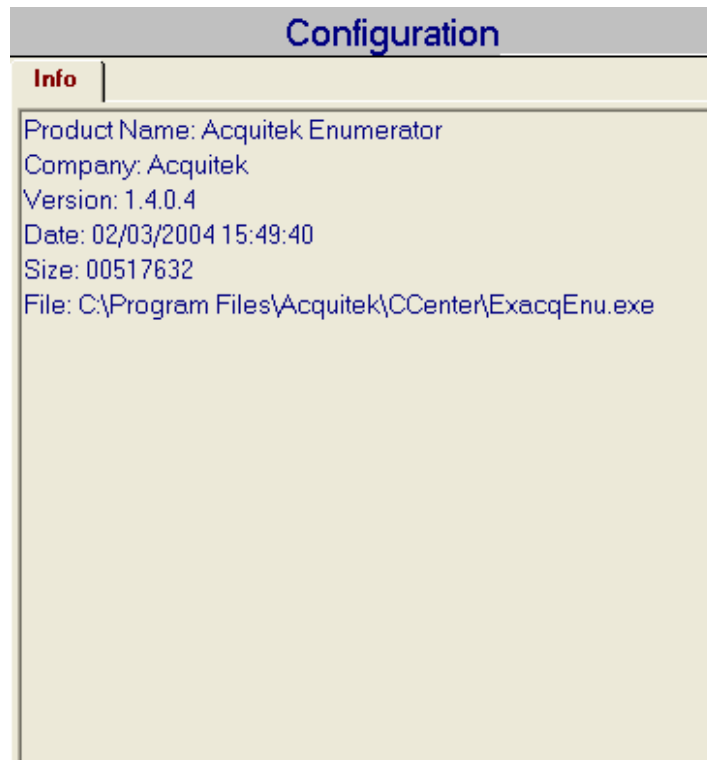 Configuration
Info
Product Name: Acquitek Enumerator
Company: Acquitek
Version: 1.4.0.4
Date: 02/03/2004 15:49:40
Size: 00517632
File: C:\Program Files\Acquitek\CCenter\ExacqEnu.exe